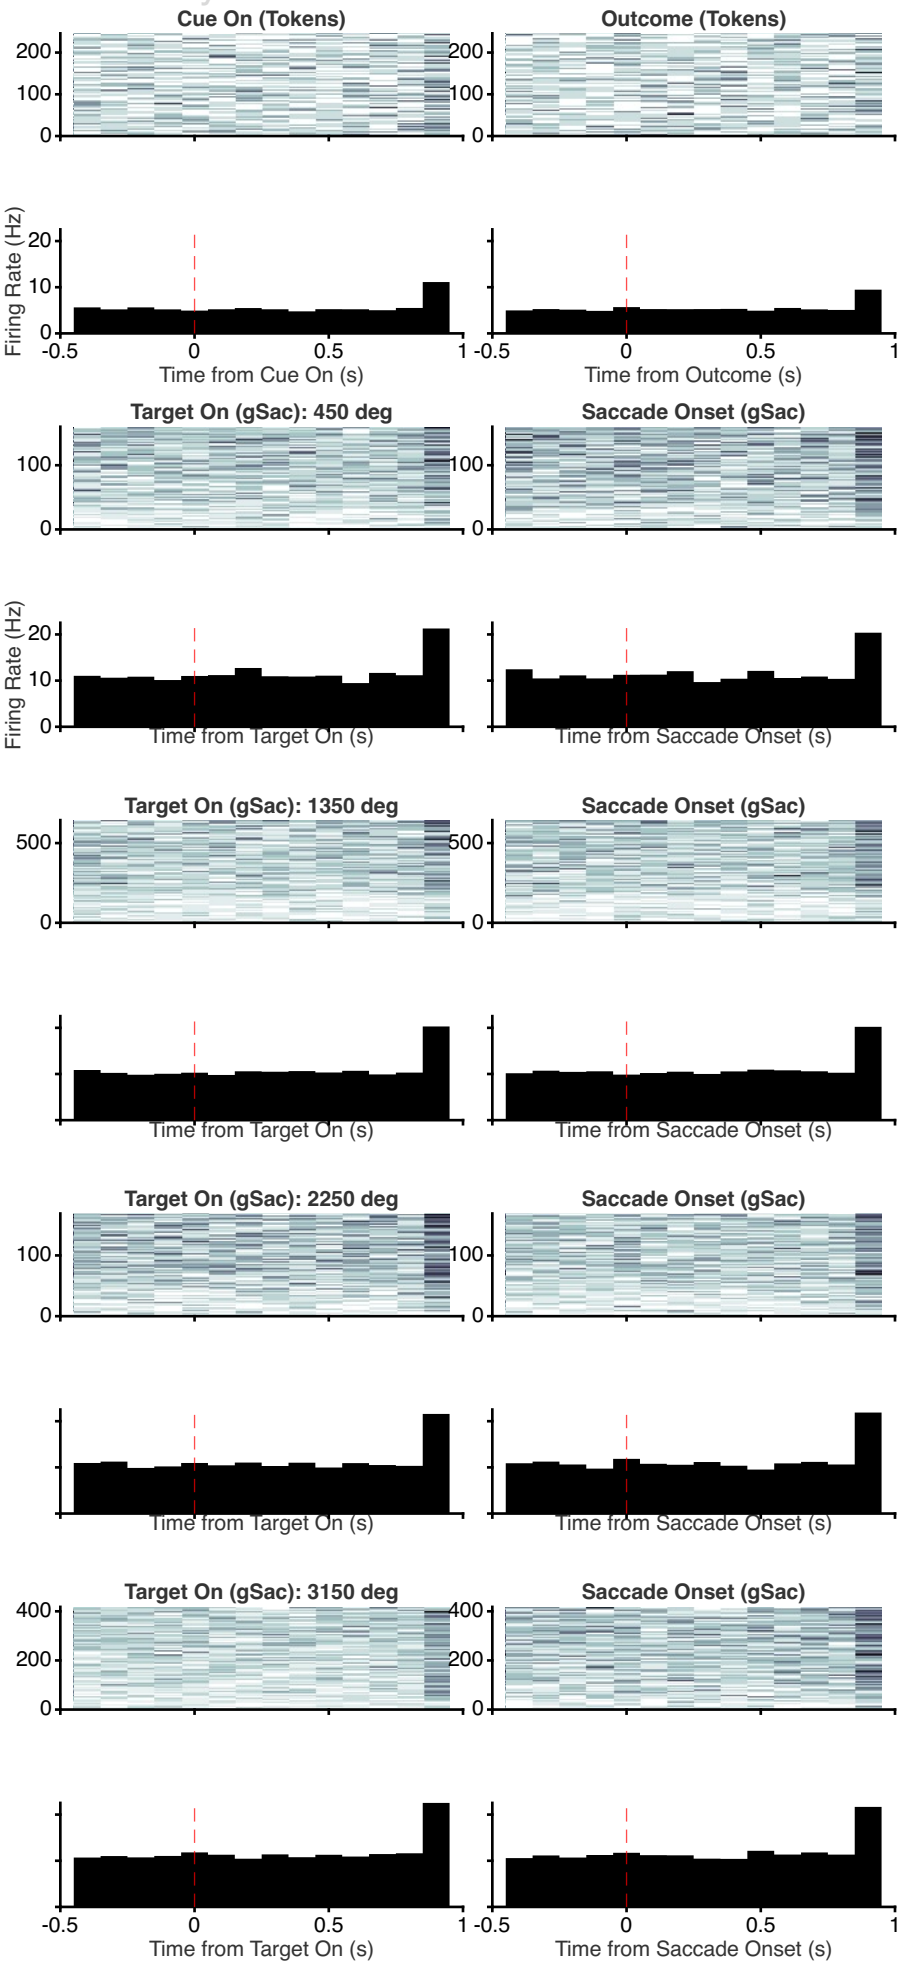 Cue On (Tokens) Outcome (Tokens)
200 200
100 100
0 0
Firing Rate (Hz)
20
10
0
-0.5 0 0.5 1 -0.5 0 0.5 1
Time from Cue On (s) Time from Outcome (s)
Target On (gSac): 450 deg Saccade Onset (gSac)
100 100
0 0
Firing Rate (Hz)
20
10
0
Time from Target On (s) Time from Saccade Onset (s)
Target On (gSac): 1350 deg Saccade Onset (gSac)
500 500
0 0
Time from Target On (s) Time from Saccade Onset (s)
Target On (gSac): 2250 deg Saccade Onset (gSac)
100 100
0 0
Time from Target On (s) Time from Saccade Onset (s)
Target On (gSac): 3150 deg Saccade Onset (gSac)
400 400
200 200
0 0
-0.5 0 0.5 1 -0.5 0 0.5 1
Time from Target On (s) Time from Saccade Onset (s)